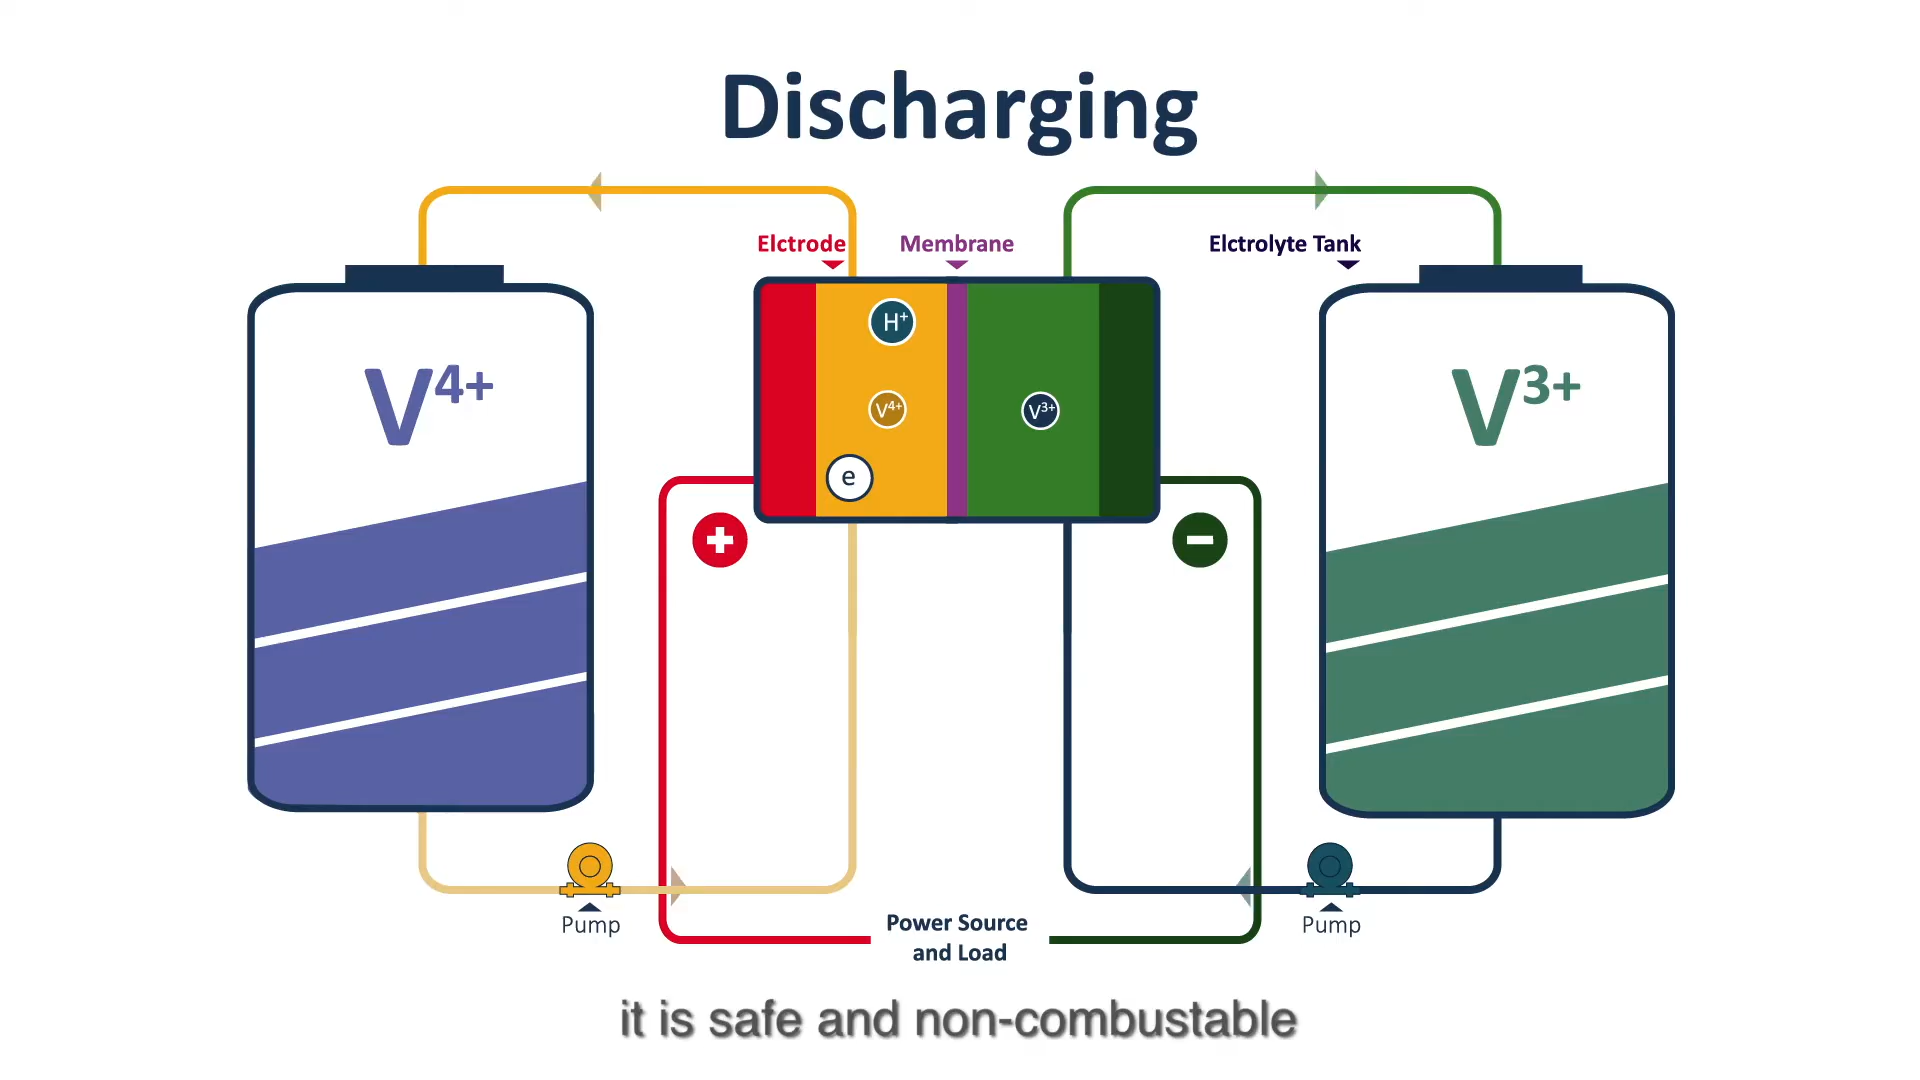 Discharging
Elctrode
Membrane
Elctrolyte Tank
V4+
H+
V4+
V3+
e
V3+
+
−
Pump
Power Source
and Load
Pump
it is safe and non-combustable